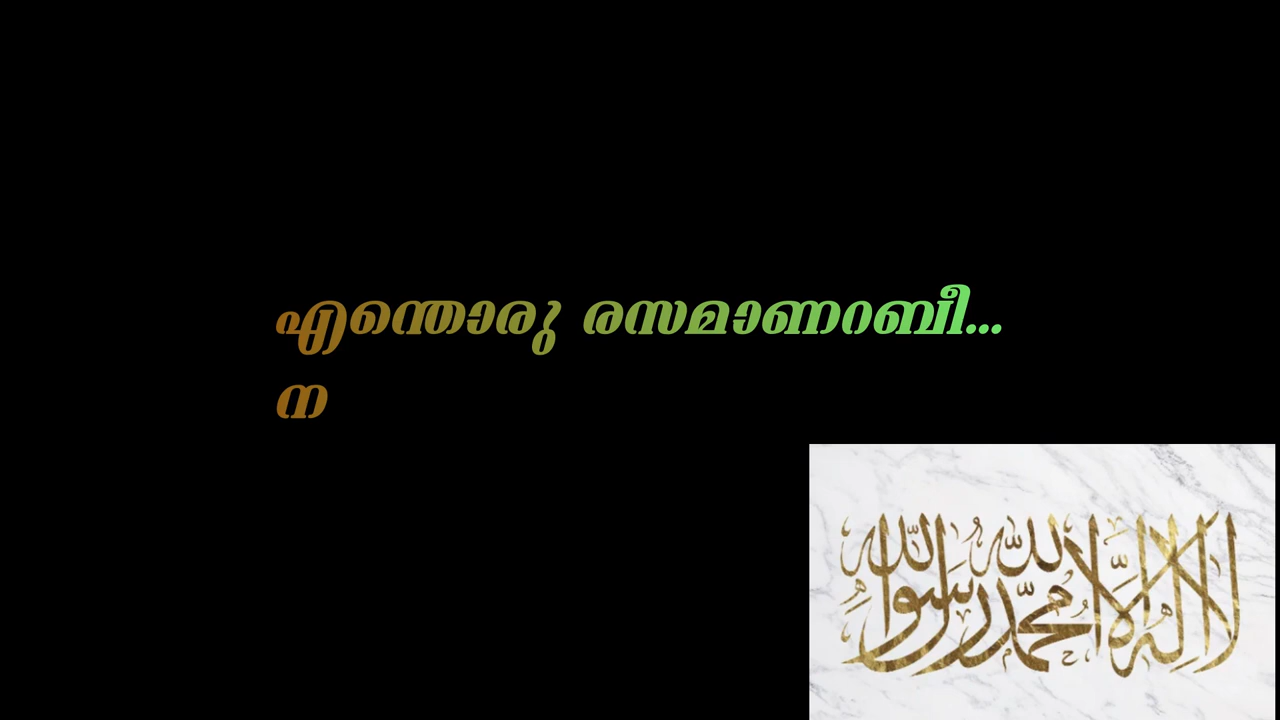 എന്തൊരു രസമാണറബീ...
ന
لا إله إلا الله محمد رسول الله